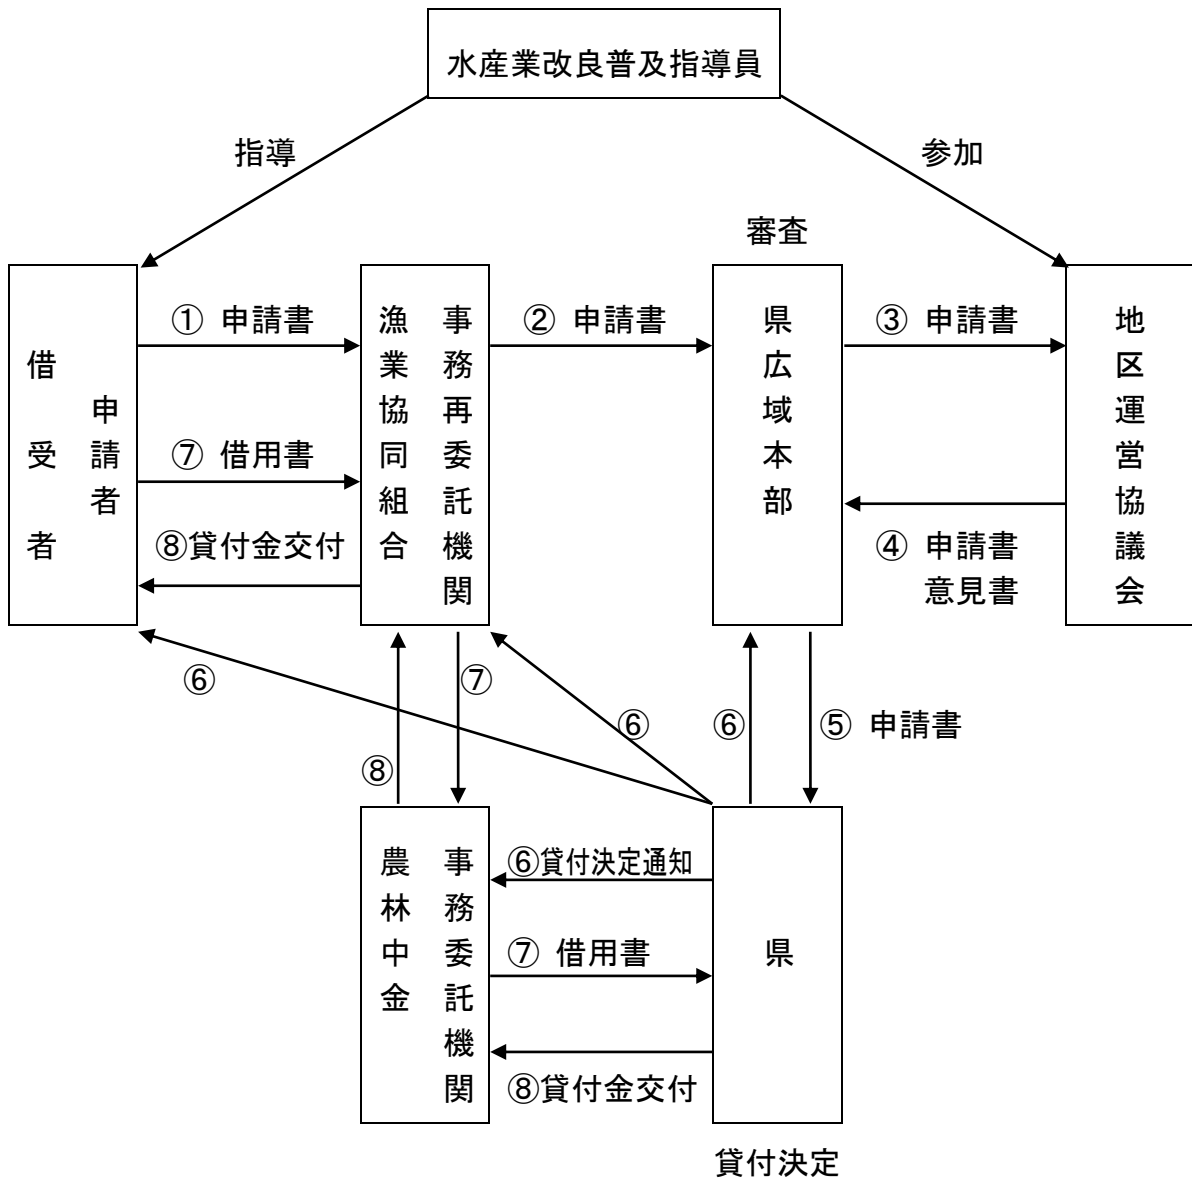 水産業改良普及指導員
指導
参加
審査
申請者
借受者
① 申請書
⑦ 借用書
⑧貸付金交付
事務再委託機関
漁業協同組合
② 申請書
県広域本部
③ 申請書
④ 申請書
意見書
地区運営協議会
⑥
⑦
⑧
⑥
⑥
⑤ 申請書
事務委託機関
農林中金
⑥貸付決定通知
⑦ 借用書
⑧貸付金交付
県
貸付決定